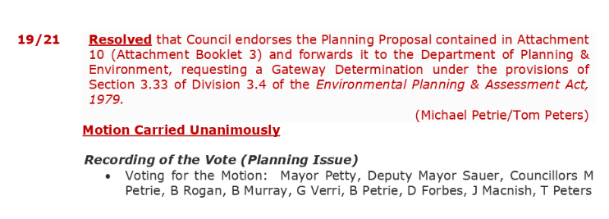 19/21 Resolved that Council endorses the Planning Proposal contained in Attachment
10 (Attachment Booklet 3) and forwards it to the Department of Planning &
Environment, requesting a Gateway Determination under the provisions of
Section 3.33 of Division 3.4 of the Environmental Planning & Assessment Act,
1979.
(Michael Petrie/Tom Peters)
Motion Carried Unanimously
Recording of the Vote (Planning Issue)
• Voting for the Motion: Mayor Petty, Deputy Mayor Sauer, Councillors M
Petrie, B Rogan, B Murray, G Verri, B Petrie, D Forbes, J Macnish, T Peters